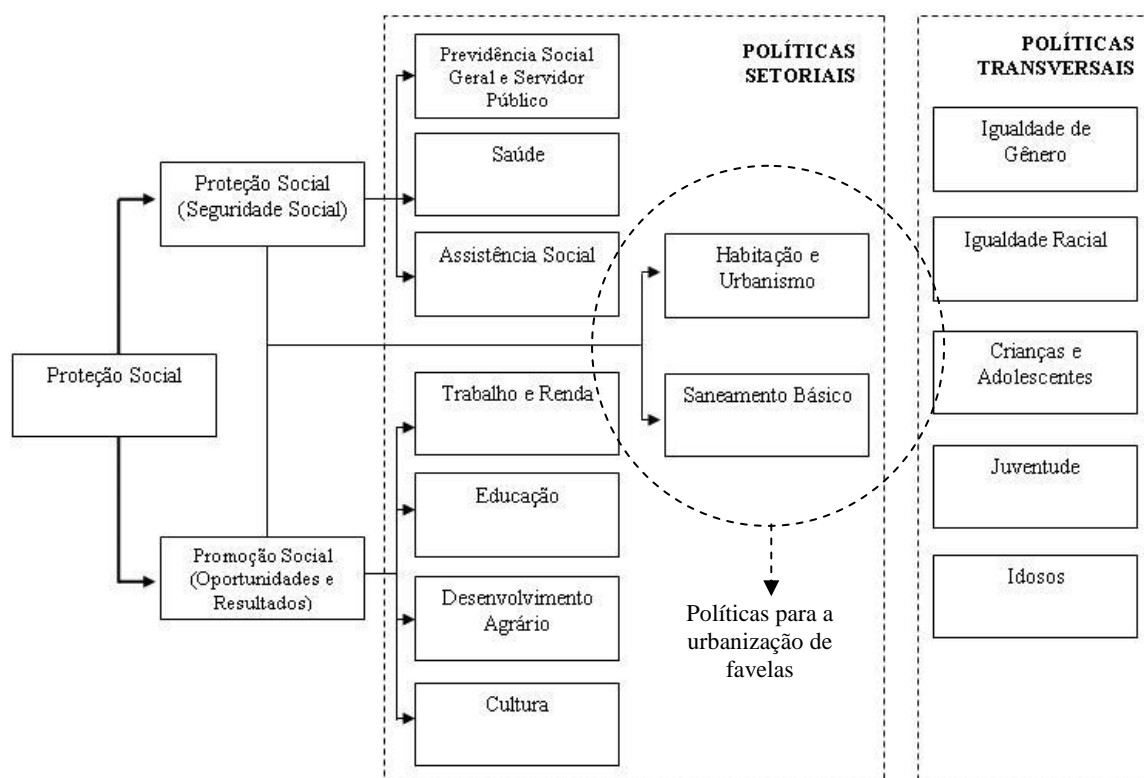 POLÍTICAS
SETORIAIS
POLÍTICAS
TRANSVERSAIS
Previdência Social
Geral e Servidor
Público
Saúde
Assistência Social
Proteção Social
(Seguridade Social)
Proteção Social
Promoção Social
(Oportunidades e
Resultados)
Trabalho e Renda
Educação
Desenvolvimento
Agrário
Cultura
Habitação e
Urbanismo
Saneamento Básico
Políticas para a
urbanização de
favelas
Igualdade de
Gênero
Igualdade Racial
Crianças e
Adolescentes
Juventude
Idosos